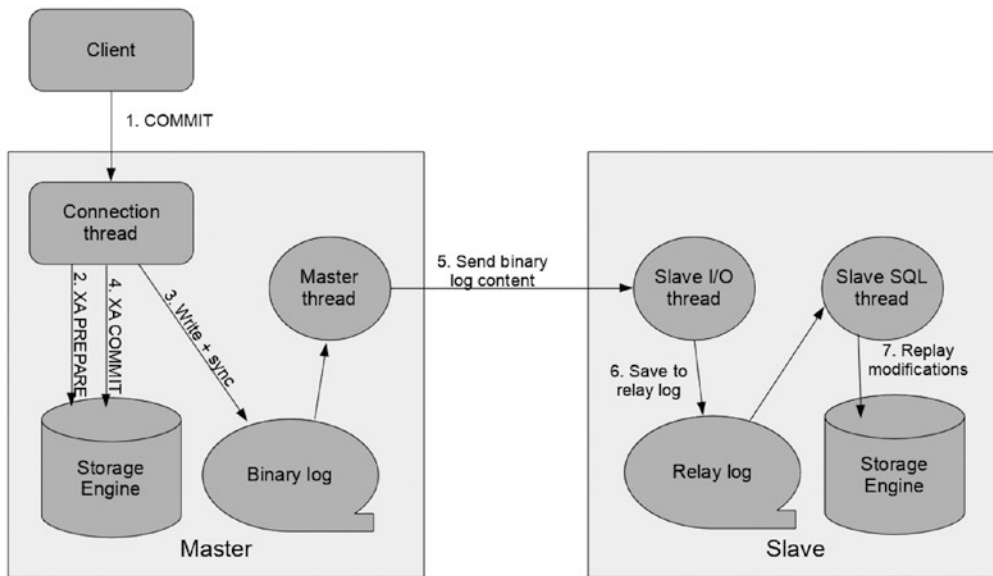 Client
1. COMMIT
Connection
thread
2. XA PREPARE
4. XA COMMIT
3. Write + sync
Master
thread
5. Send binary
log content
Slave I/O
thread
Slave SQL
thread
6. Save to
relay log
7. Replay
modifications
Storage
Engine
Binary log
Relay log
Storage
Engine
Master
Slave